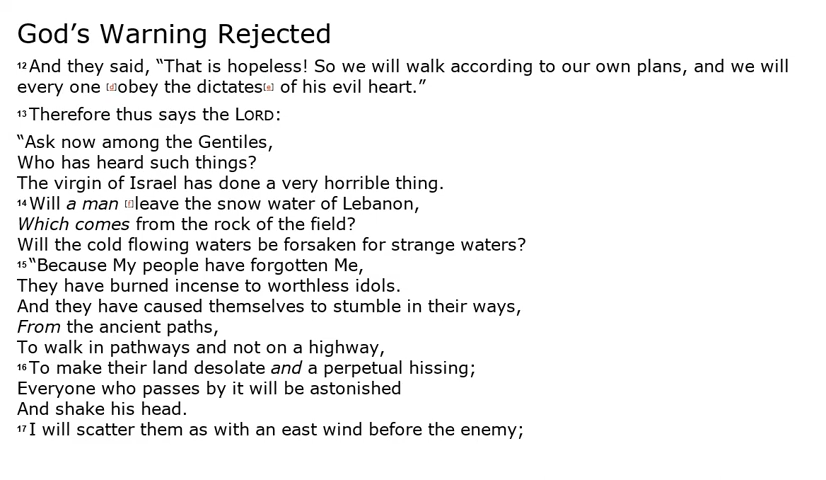 God’s Warning Rejected
12 And they said, “That is hopeless! So we will walk according to our own plans, and we will
every one [d]obey the dictates[e] of his evil heart.”
13 Therefore thus says the LORD:
“Ask now among the Gentiles,
Who has heard such things?
The virgin of Israel has done a very horrible thing.
14 Will a man [f]leave the snow water of Lebanon,
Which comes from the rock of the field?
Will the cold flowing waters be forsaken for strange waters?
15 “Because My people have forgotten Me,
They have burned incense to worthless idols.
And they have caused themselves to stumble in their ways,
From the ancient paths,
To walk in pathways and not on a highway,
16 To make their land desolate and a perpetual hissing;
Everyone who passes by it will be astonished
And shake his head.
17 I will scatter them as with an east wind before the enemy;